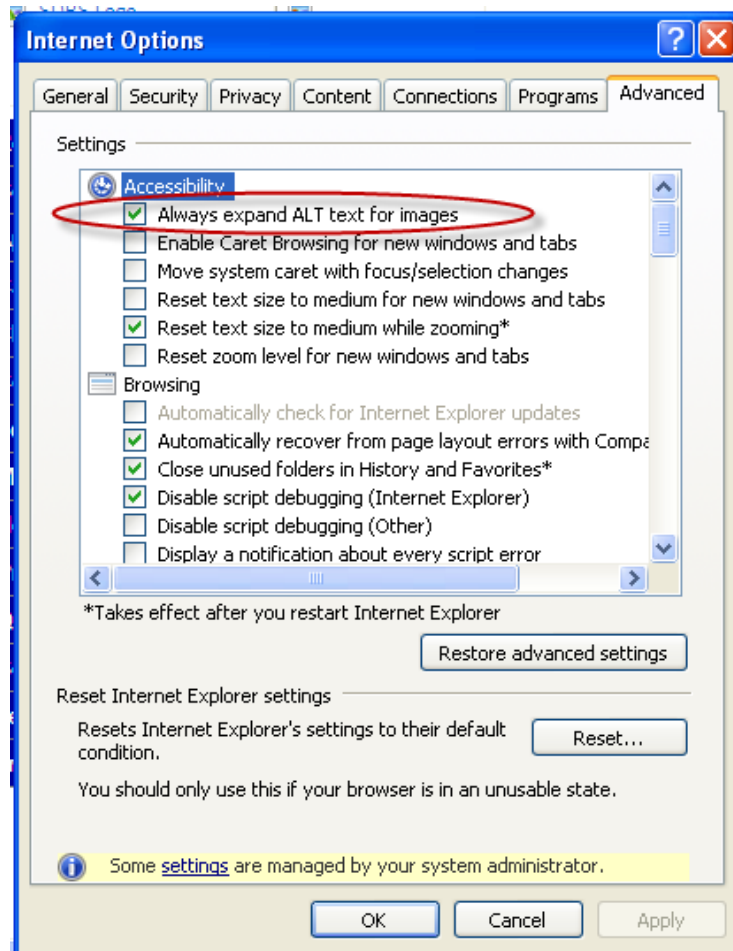 Internet Options
General Security Privacy Content Connections Programs Advanced
Settings
Accessibility
Always expand ALT text for images
Enable Caret Browsing for new windows and tabs
Move system caret with focus/selection changes
Reset text size to medium for new windows and tabs
Reset text size to medium while zooming*
Reset zoom level for new windows and tabs
Browsing
Automatically check for Internet Explorer updates
Automatically recover from page layout errors with Compa
Close unused folders in History and Favorites*
Disable script debugging (Internet Explorer)
Disable script debugging (Other)
Display a notification about every script error
*Takes effect after you restart Internet Explorer
Restore advanced settings
Reset Internet Explorer settings
Resets Internet Explorer's settings to their default
condition.
Reset...
You should only use this if your browser is in an unusable state.
Some settings are managed by your system administrator.
OK Cancel Apply